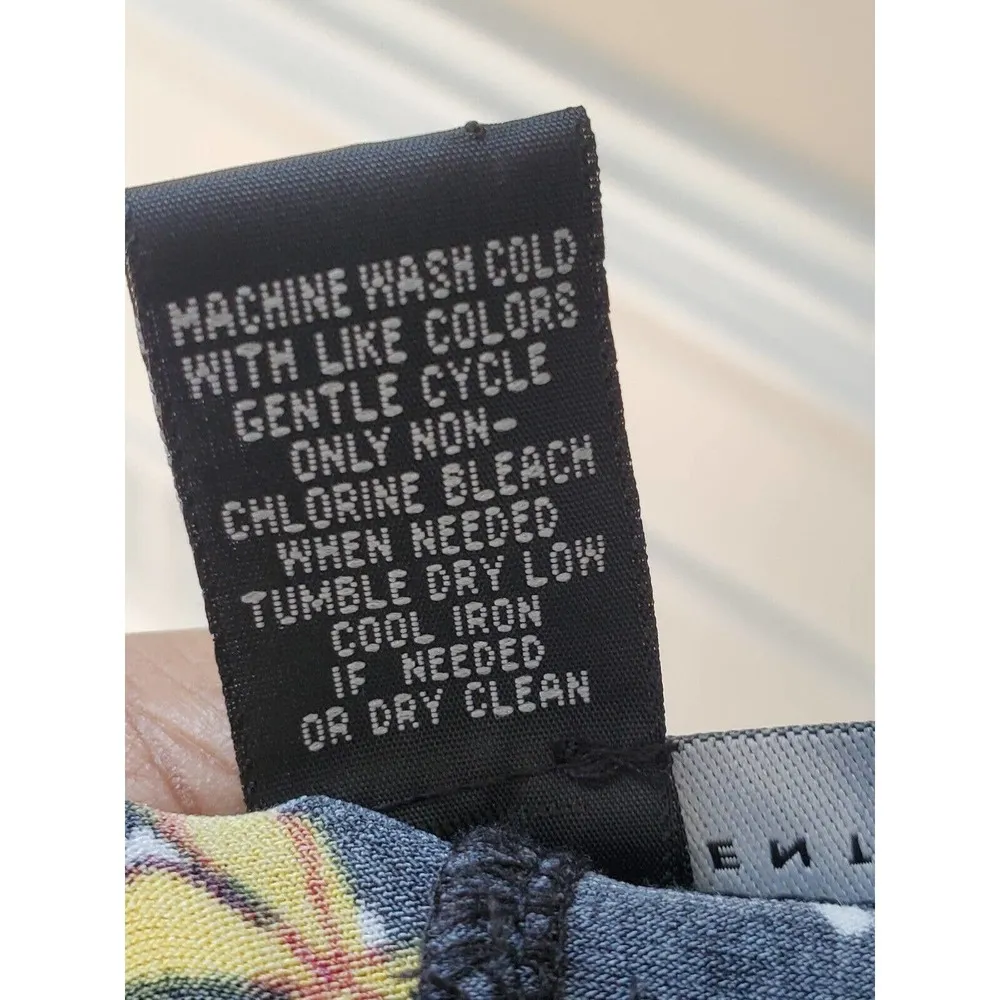 MACHINE WASH COLD
WITH LIKE COLORS
GENTLE CYCLE
ONLY NON-
CHLORINE BLEACH
WHEN NEEDED
TUMBLE DRY LOW
COOL IRON
IF NEEDED
OR DRY CLEAN